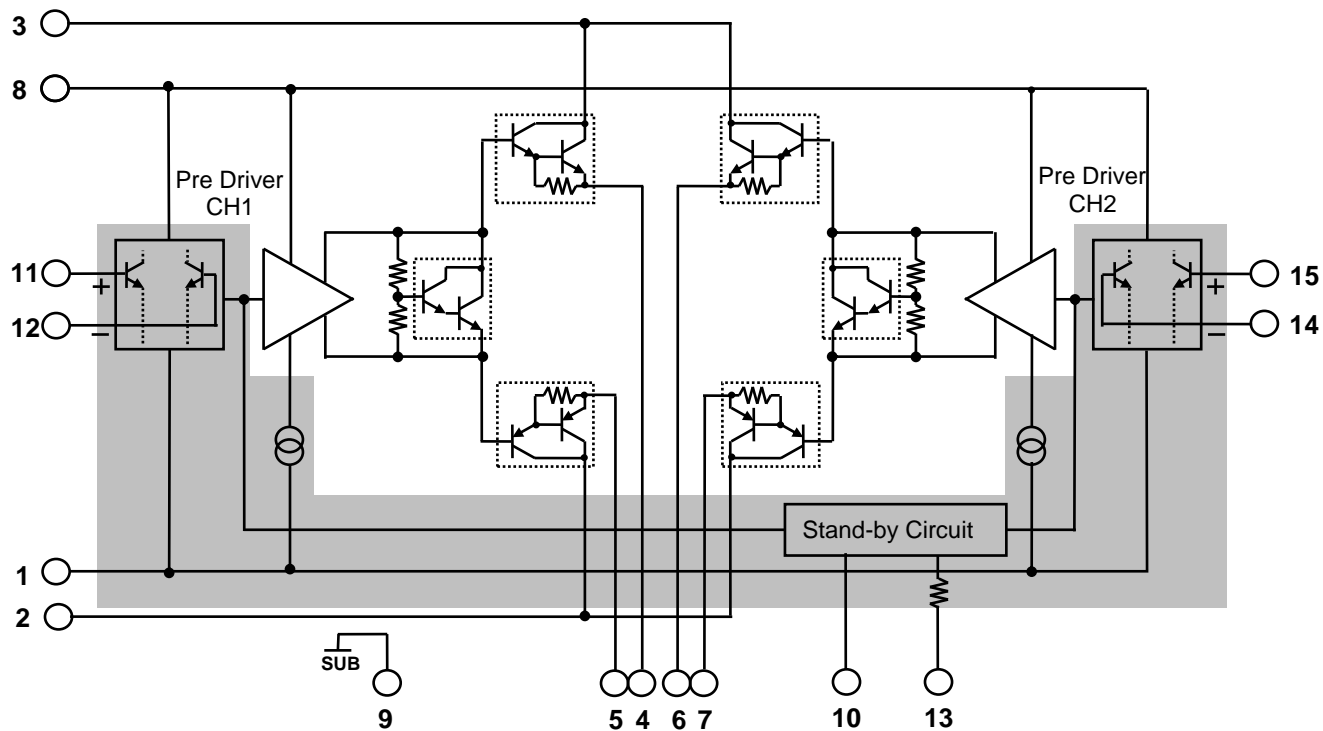 3
8
Pre Driver
CH1
Pre Driver
CH2
11
+
15
+
12
–
14
–
Stand-by Circuit
1
2
SUB
9
5 4 6 7
10
13